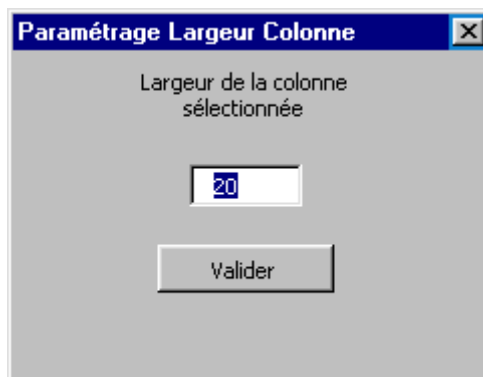 Paramétrage Largeur Colonne
Largeur de la colonne
sélectionnée
20
Valider